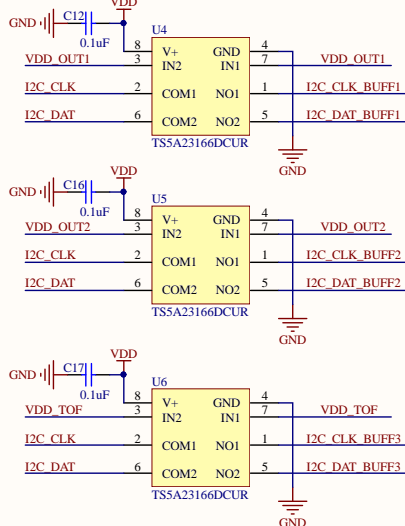 VDD
C12
GND
0.1uF
U4
8 V+ GND 4
VDD_OUT1 3 IN2 IN1 7 VDD_OUT1
I2C_CLK 2 COM1 NO1 1 I2C_CLK_BUFF1
I2C_DAT 6 COM2 NO2 5 I2C_DAT_BUFF1
TS5A23166DCUR
GND
VDD
C16
GND
0.1uF
U5
8 V+ GND 4
VDD_OUT2 3 IN2 IN1 7 VDD_OUT2
I2C_CLK 2 COM1 NO1 1 I2C_CLK_BUFF2
I2C_DAT 6 COM2 NO2 5 I2C_DAT_BUFF2
TS5A23166DCUR
GND
VDD
C17
GND
0.1uF
U6
8 V+ GND 4
VDD_TOF 3 IN2 IN1 7 VDD_TOF
I2C_CLK 2 COM1 NO1 1 I2C_CLK_BUFF3
I2C_DAT 6 COM2 NO2 5 I2C_DAT_BUFF3
TS5A23166DCUR
GND